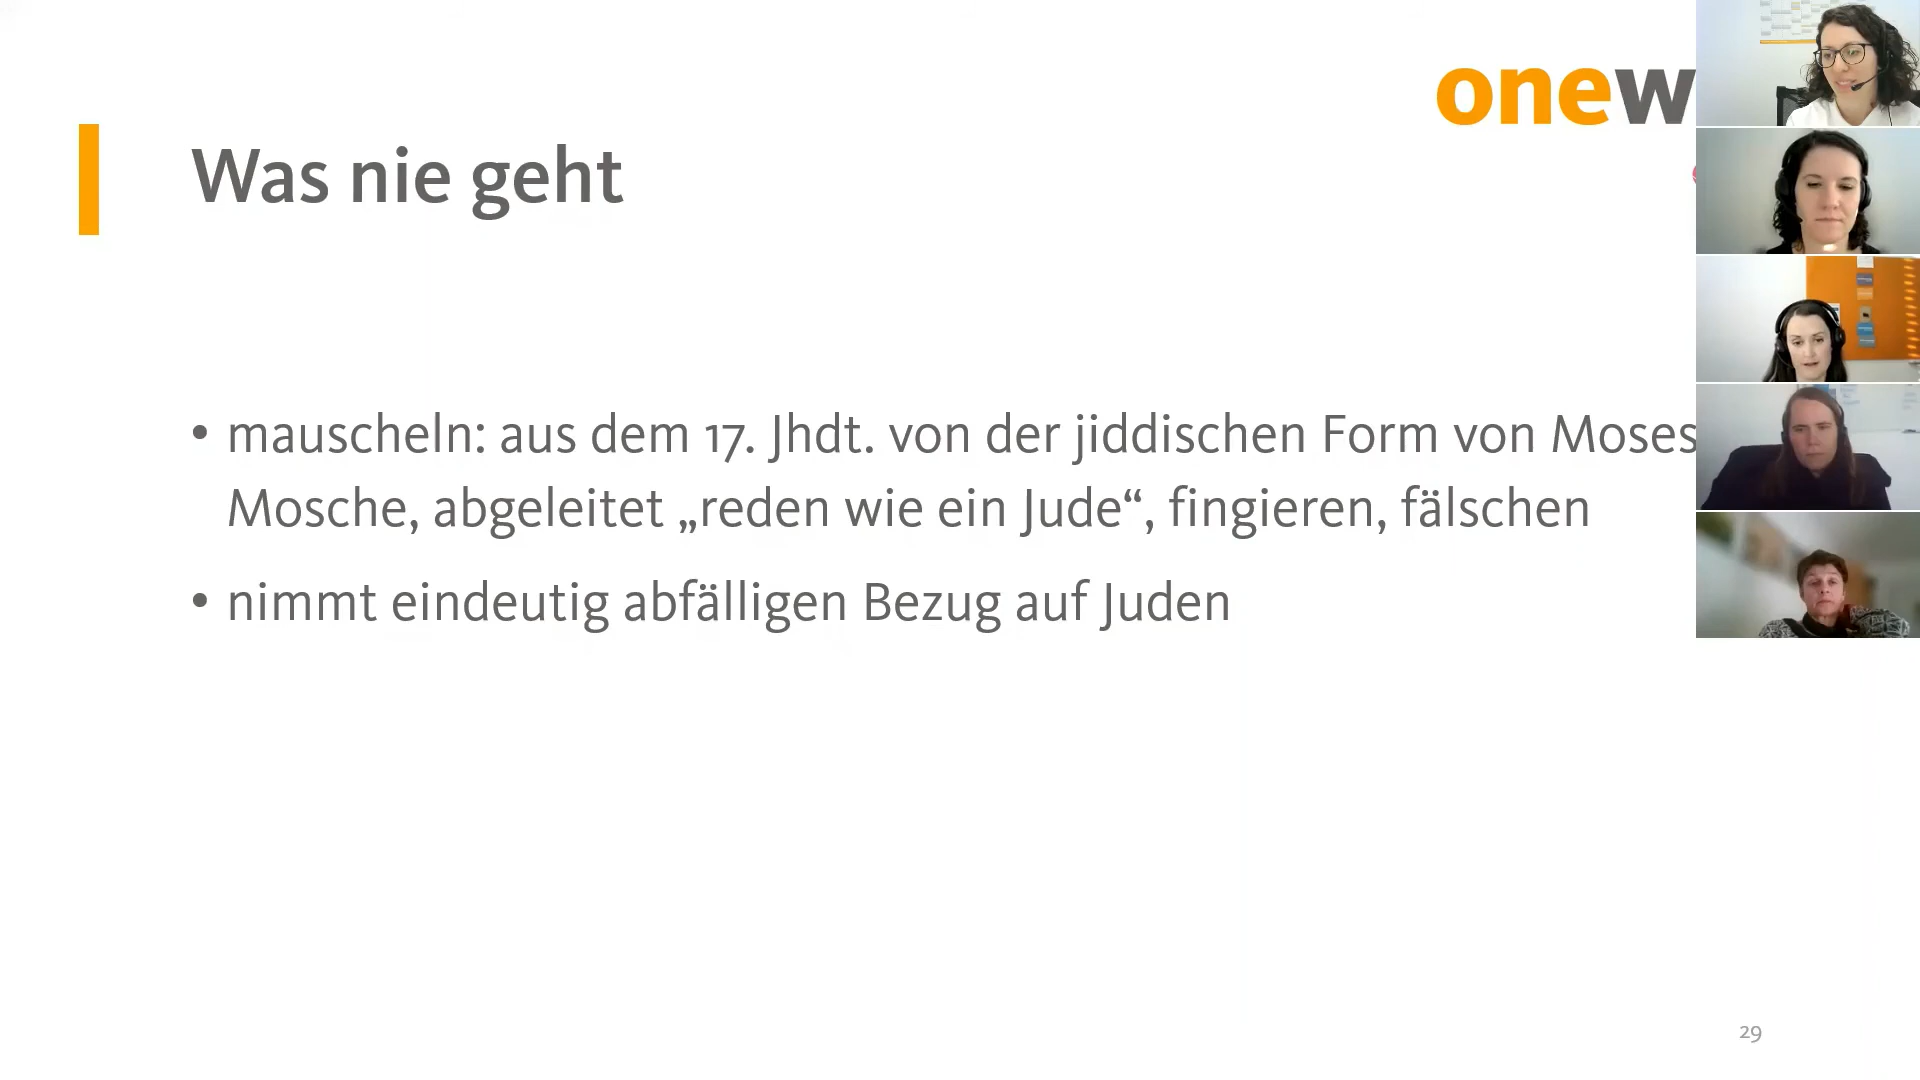 onew
Was nie geht
• mauscheln: aus dem 17. Jhdt. von der jiddischen Form von Moses
Mosche, abgeleitet „reden wie ein Jude“, fingieren, fälschen
• nimmt eindeutig abfälligen Bezug auf Juden
29